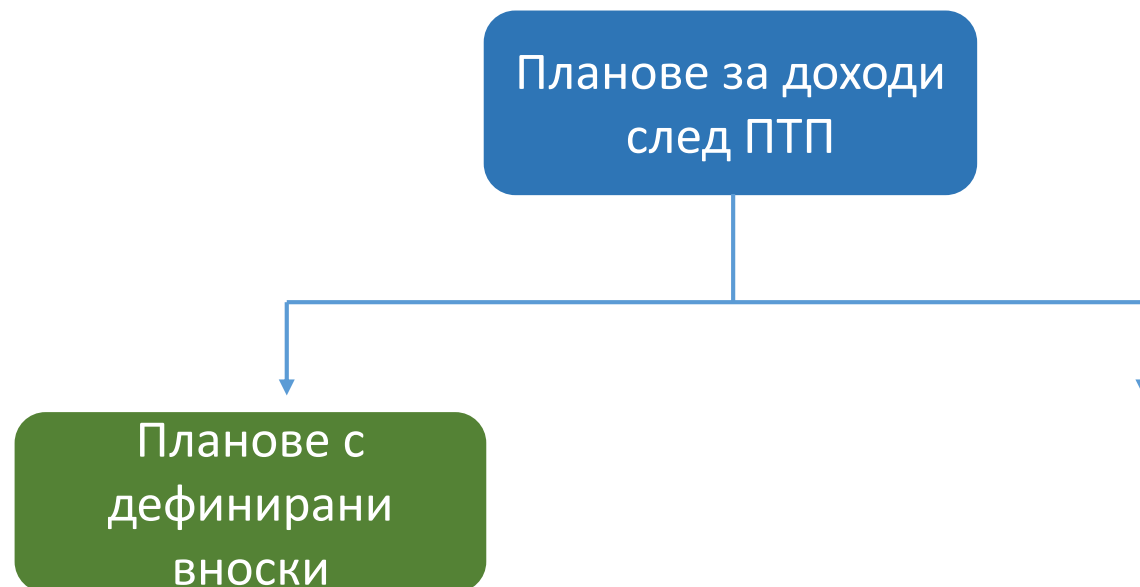 Планове за доходи
след ПТП
Планове с
дефинирани
вноски